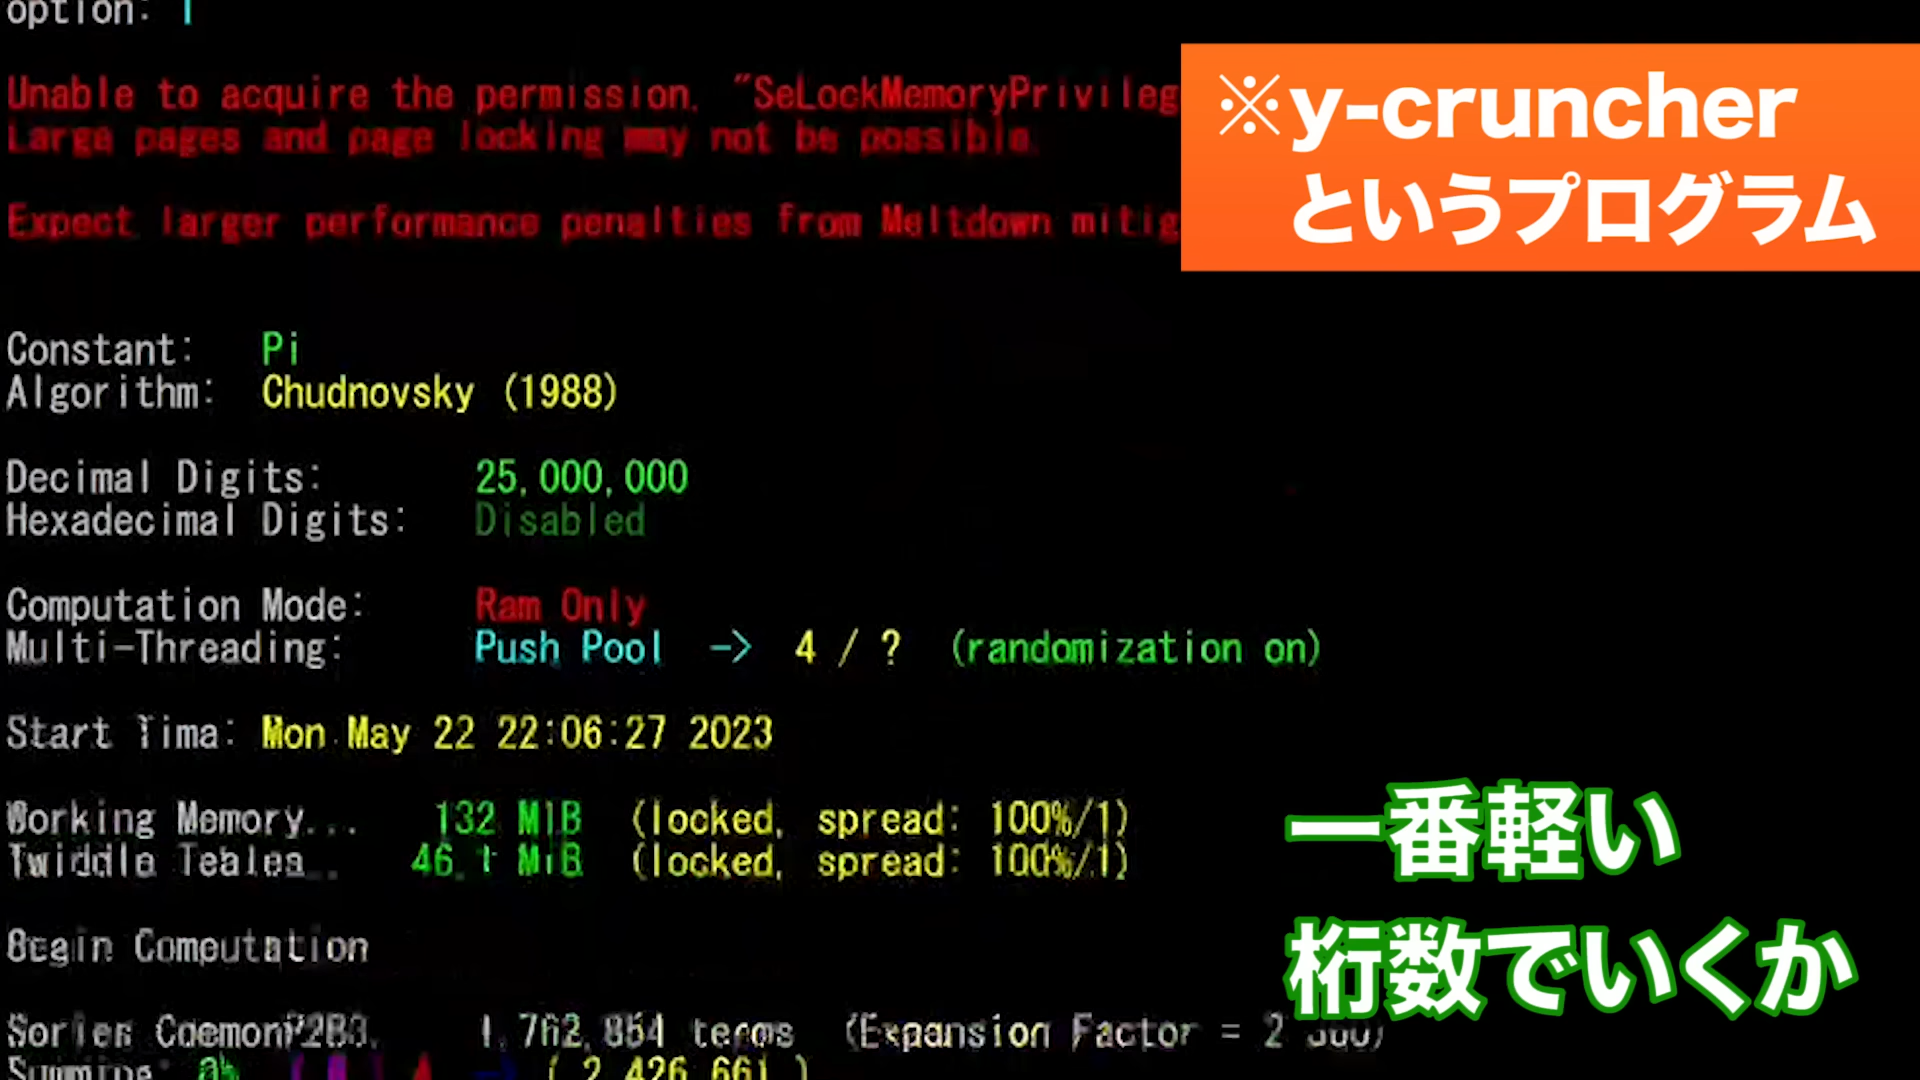 option: 1
Unable to acquire the permission, "SeLockMemoryPrivileg
※y-cruncher
というプログラム
Large pages and page locking may not be possible.
Expect larger performance penalties from Meltdown mitig
Constant: Pi
Algorithm: Chudnovsky (1988)
Decimal Digits: 25,000,000
Hexadecimal Digits: Disabled
Computation Mode: Ram Only
Multi-Threading: Push Pool -> 4 / ? (randomization on)
Start Time: Mon May 22 22:06:27 2023
Working Memory... 132 MiB (locked, spread: 100%/1)
Twiddle Tables... 46.1 MiB (locked, spread: 100%/1)
一番軽い
桁数でいくか
Begin Computation
Series terms (Expansion Factor = 2
Summing: 0%